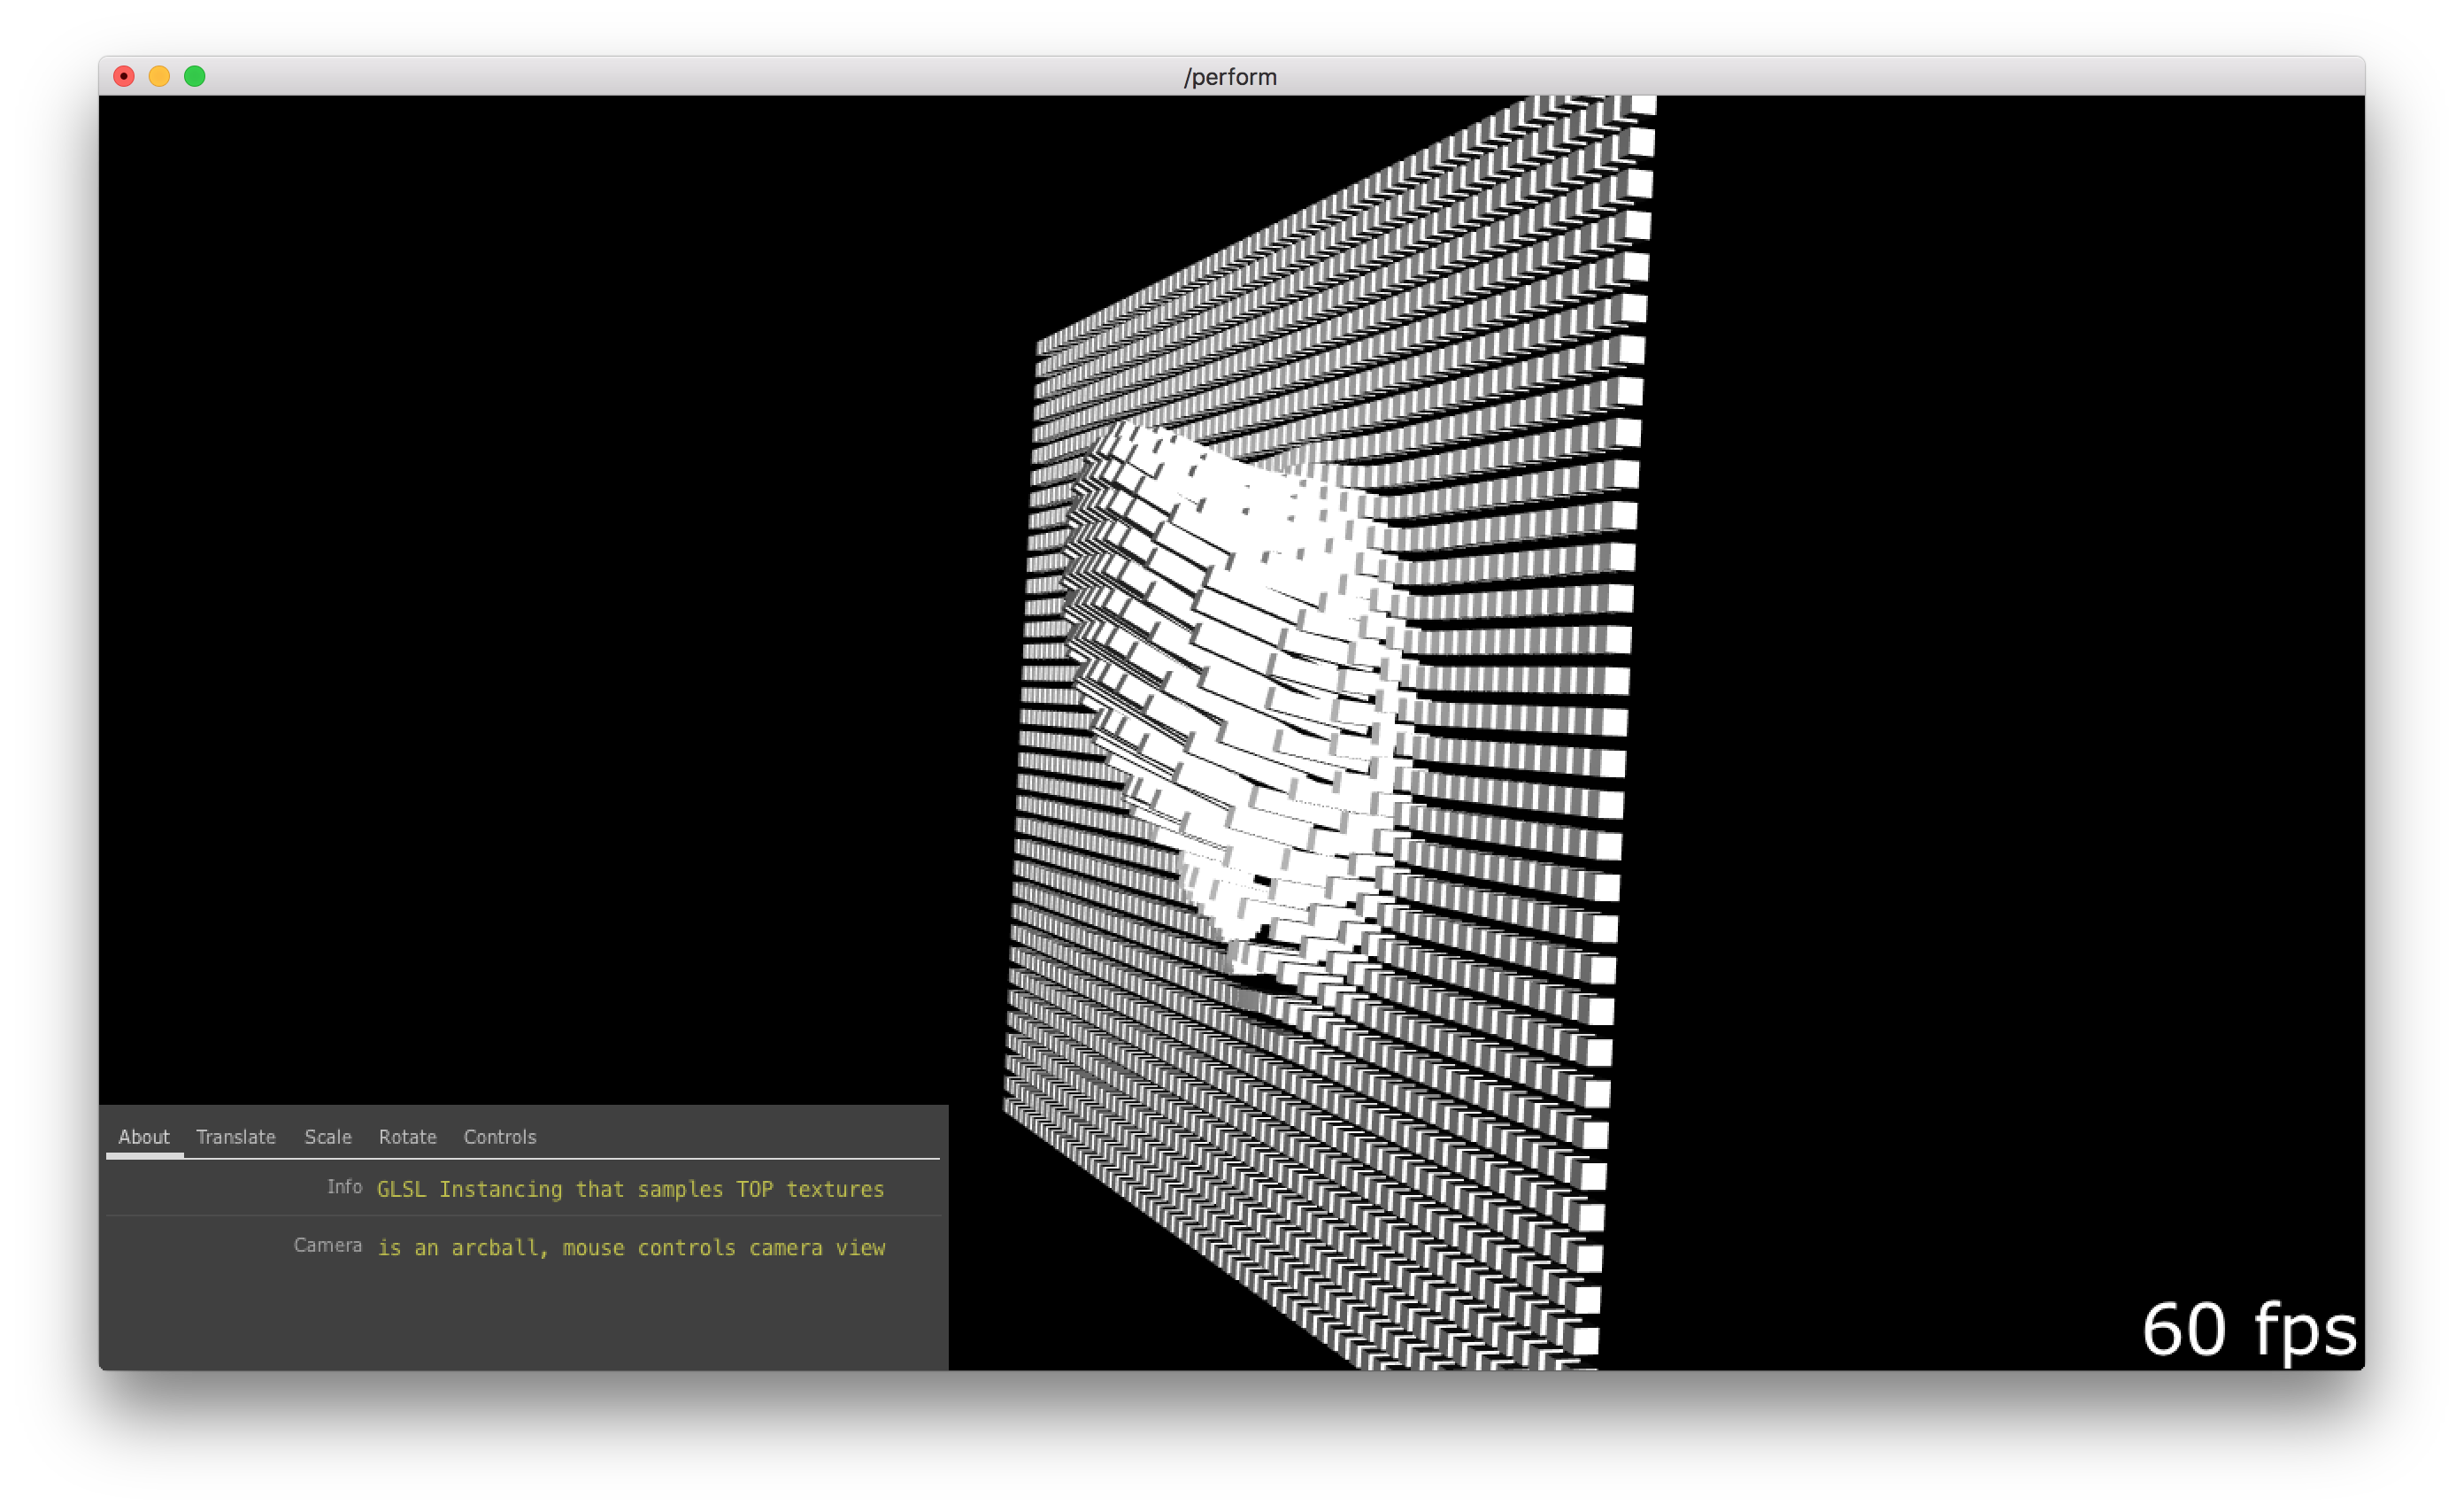 /perform
About Translate Scale Rotate Controls
Info GLSL Instancing that samples TOP textures
Camera is an arcball, mouse controls camera view
60 fps